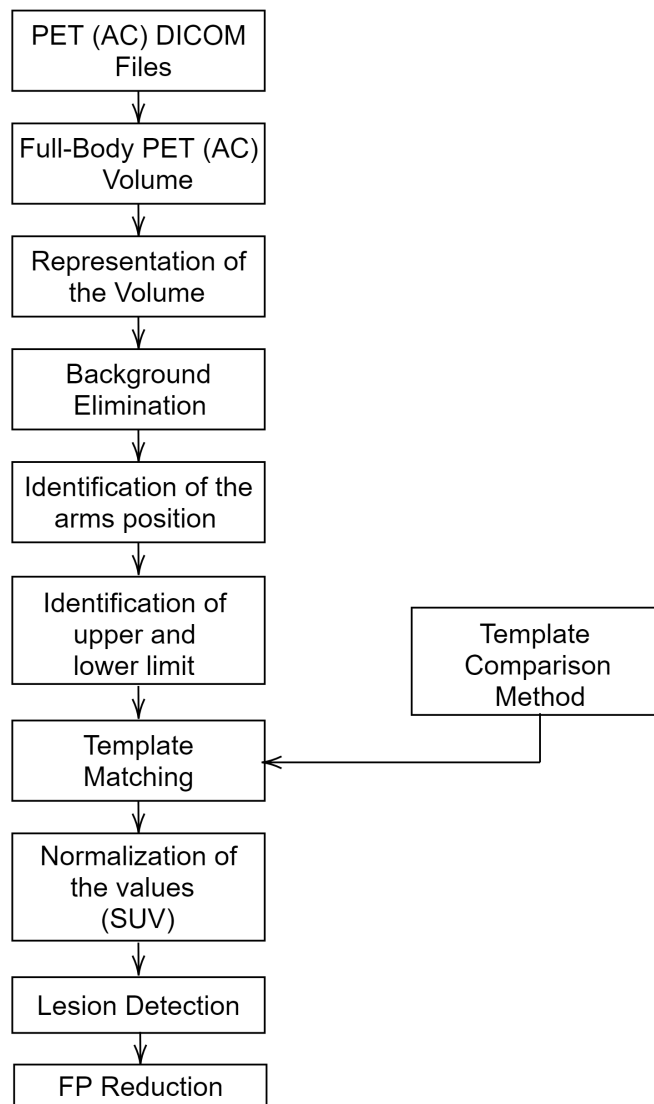 PET (AC) DICOM
Files
Full-Body PET (AC)
Volume
Representation of
the Volume
Background
Elimination
Identification of the
arms position
Identification of
upper and
lower limit
Template
Comparison
Method
Template
Matching
Normalization of
the values
(SUV)
Lesion Detection
FP Reduction